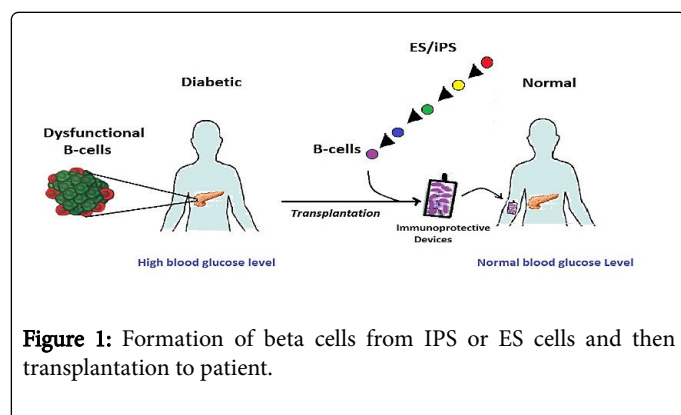 ES/iPS
Diabetic
Normal
Dysfunctional
B-cells
B-cells
Transplantation
Immunoprotective
Devices
High blood glucose level
Normal blood glucose Level
Figure 1: Formation of beta cells from IPS or ES cells and then
transplantation to patient.